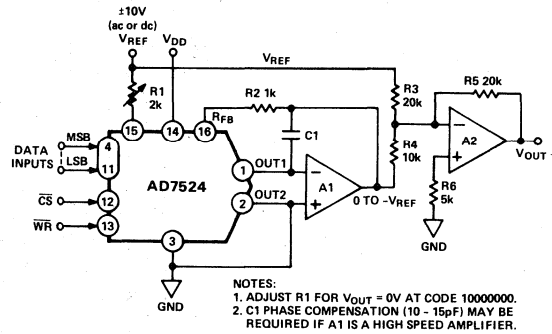 ±10V
(ac or dc)
VREF
VDD
VREF
R1
2k
R2 1k
RFB
C1
R3
20k
R5 20k
R4
10k
A2
VOUT
R6
5k
GND
15
14
16
MSB
DATA
INPUTS
LSB
4
11
AD7524
1
OUT1
2
OUT2
A1
0 TO -VREF
CS
12
WR
13
3
GND
NOTES:
1. ADJUST R1 FOR VOUT = 0V AT CODE 10000000.
2. C1 PHASE COMPENSATION (10 - 15pF) MAY BE
REQUIRED IF A1 IS A HIGH SPEED AMPLIFIER.